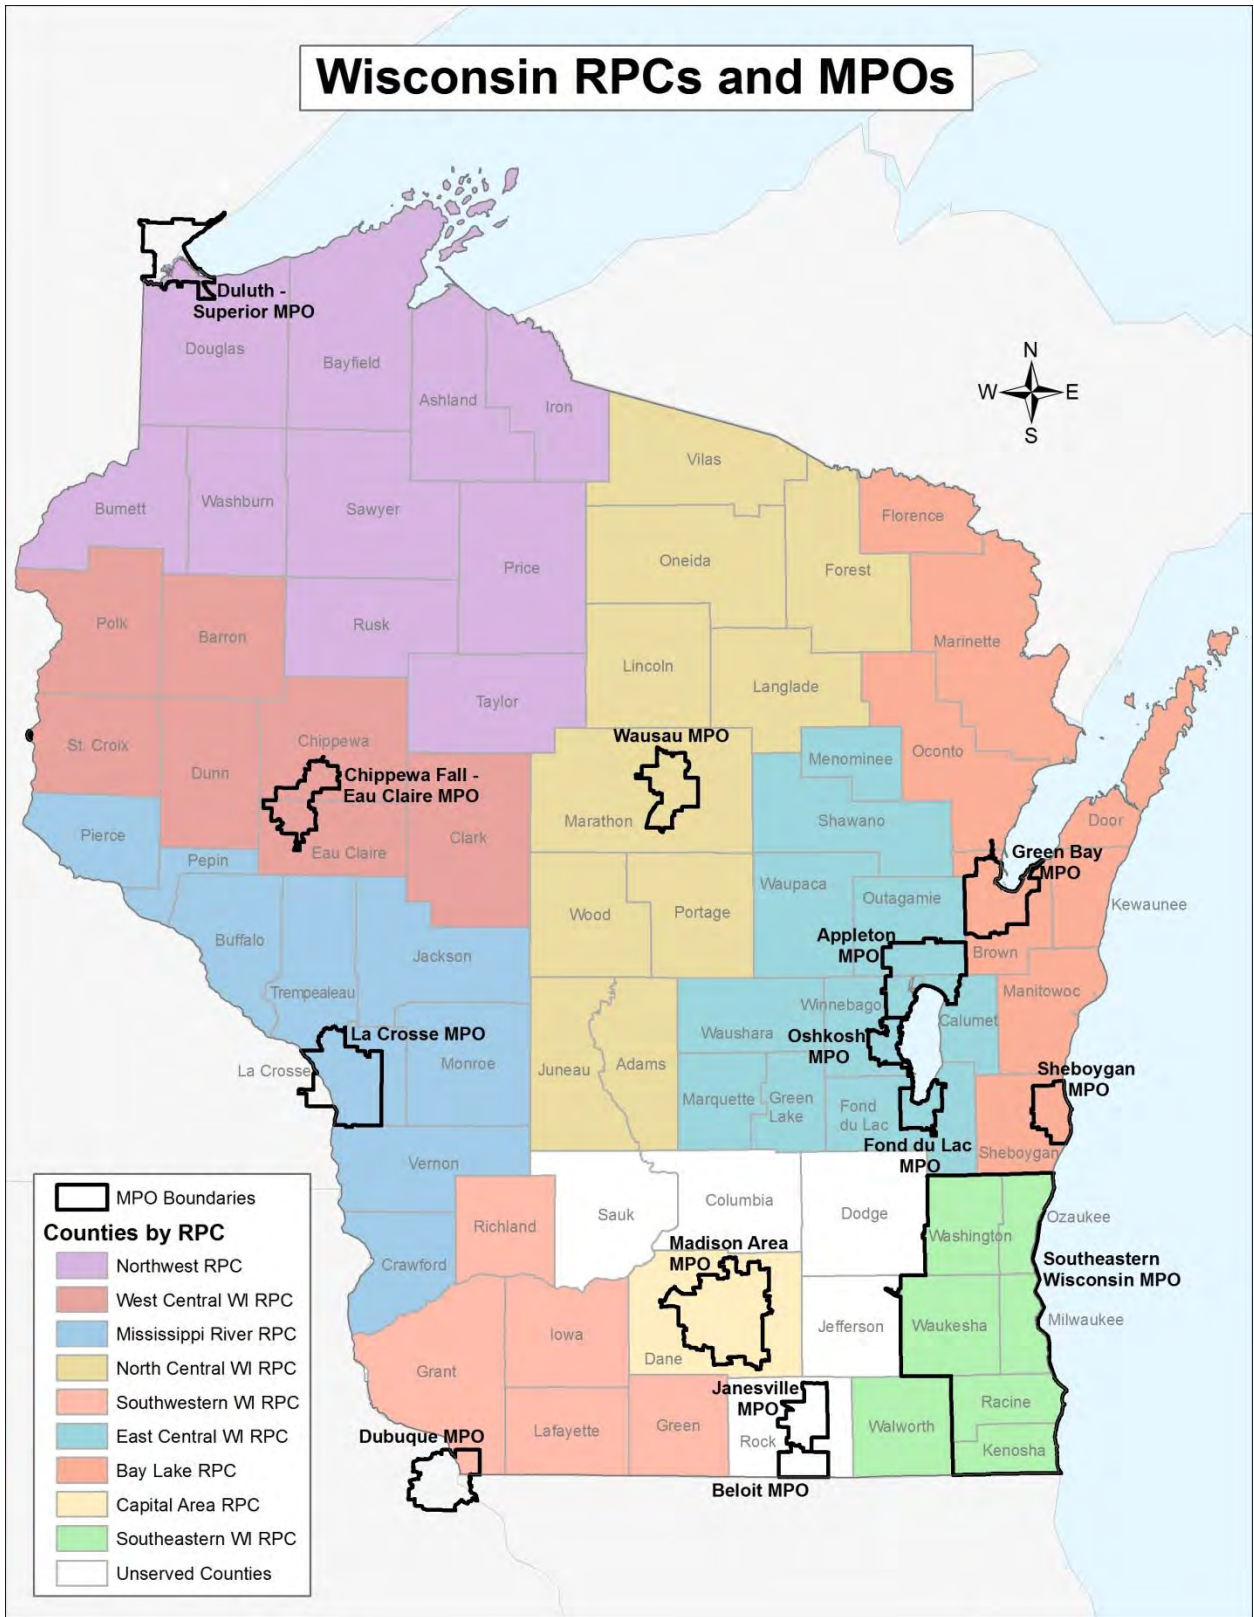 Wisconsin RPCs and MPOs
Duluth -
Superior MPO
Douglas
Bayfield
Ashland
Iron
N
W
E
S
Vilas
Burnett
Washburn
Sawyer
Florence
Price
Oneida
Forest
Polk
Barron
Rusk
Marinette
Lincoln
Langlade
Taylor
St. Croix
Chippewa
Wausau MPO
Oconto
Dunn
Chippewa Fall -
Eau Claire MPO
Menominee
Marathon
Shawano
Door
Pierce
Clark
Eau Claire
Pepin
Green Bay
MPO
Waupaca
Outagamie
Kewaunee
Wood
Portage
Buffalo
Appleton
MPO
Brown
Jackson
Trempealeau
Manitowoc
Winnebago
Calumet
La Crosse MPO
Waushara
Oshkosh
MPO
La Crosse
Monroe
Juneau
Adams
Sheboygan
MPO
Marquette
Green
Lake
Fond
du Lac
Fond du Lac
MPO
Sheboygan
Vernon
Columbia
Dodge
Richland
Sauk
Ozaukee
Washington
Crawford
Madison Area
MPO
Southeastern
Wisconsin MPO
Iowa
Jefferson
Waukesha
Milwaukee
Dane
Grant
Janesville
MPO
Racine
Lafayette
Green
Rock
Walworth
Dubuque MPO
Kenosha
Beloit MPO
MPO Boundaries
Counties by RPC
Northwest RPC
West Central WI RPC
Mississippi River RPC
North Central WI RPC
Southwestern WI RPC
East Central WI RPC
Bay Lake RPC
Capital Area RPC
Southeastern WI RPC
Unserved Counties